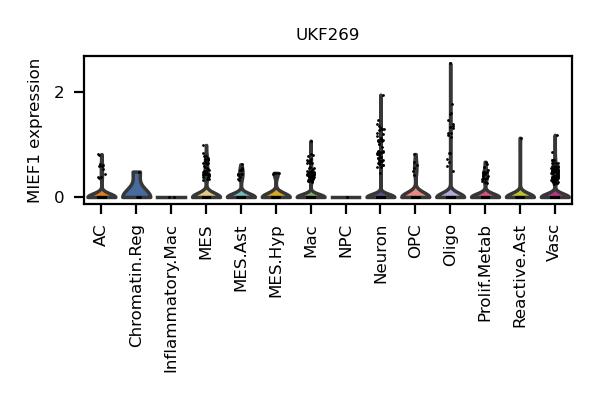 UKF269
MIEF1 expression
2
0
AC
Chromatin.Reg
Inflammatory.Mac
MES
MES.Ast
MES.Hyp
Mac
NPC
Neuron
OPC
Oligo
Prolif.Metab
Reactive.Ast
Vasc